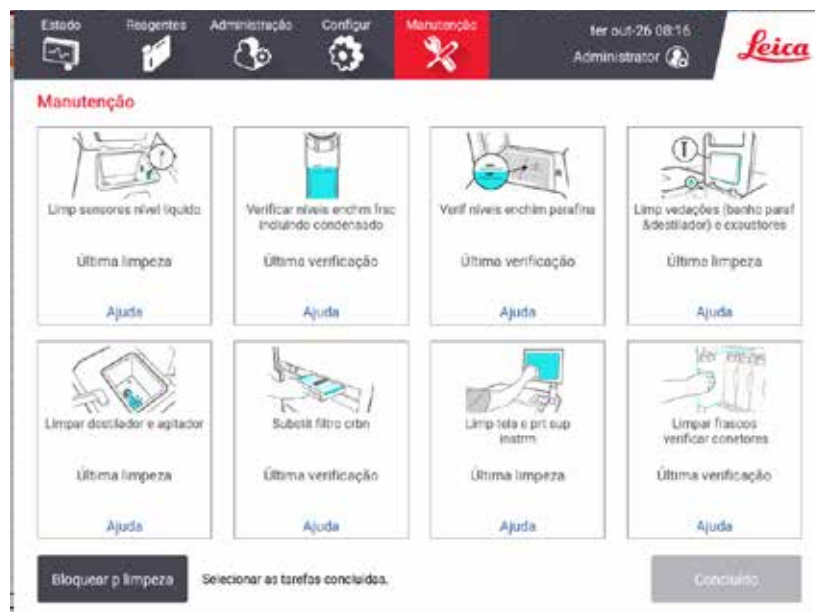 Estado
Reagentes
Administração
Configur
Manutenção
ter out-26 08:16
Administrator
Leica
Manutenção
Limp sensores nível líquido
Última limpeza
Ajuda
Verificar níveis enchim frsc
incluindo condensado
Última verificação
Ajuda
Verif níveis enchim parafina
Última verificação
Ajuda
Limp vedações (banho paraf
&destilador) e exaustores
Última limpeza
Ajuda
Limpar destilador e agitador
Última limpeza
Ajuda
Substit filtro crbn
Última verificação
Ajuda
Limp tela e prt sup
instrm
Última limpeza
Ajuda
Limpar frascos
verificar conetores
Última verificação
Ajuda
Bloquear p limpeza
Selecionar as tarefas concluídas.
Concluído